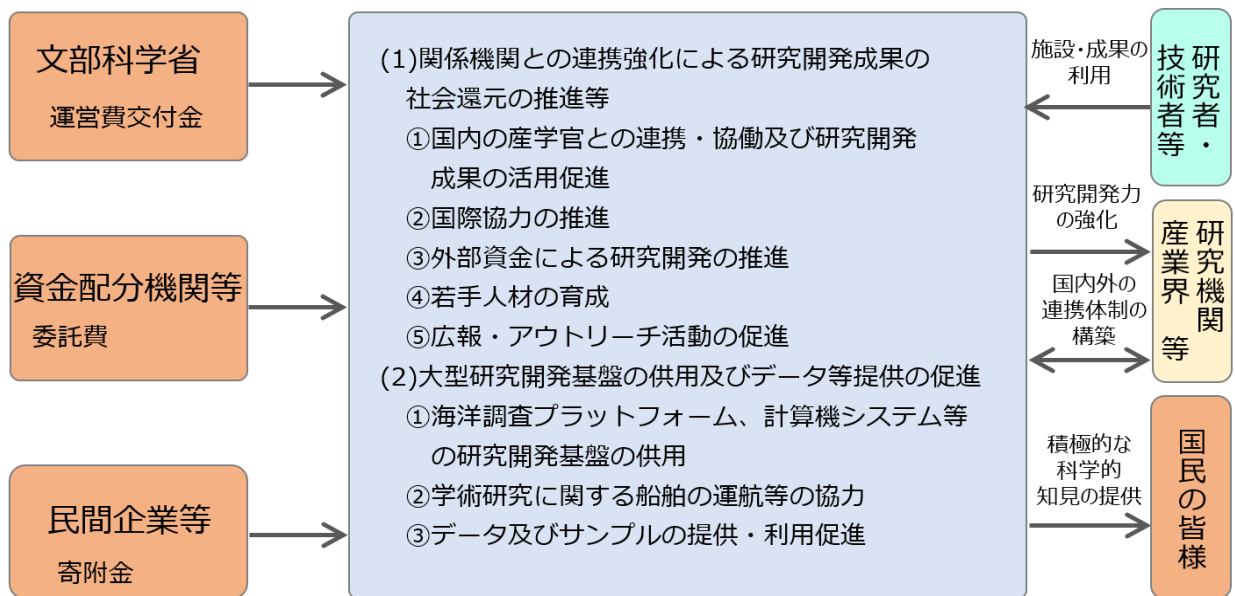 文部科学省
運営費交付金
資金配分機関等
委託費
民間企業等
寄附金
(1)関係機関との連携強化による研究開発成果の
社会還元の推進等
①国内の産学官との連携・協働及び研究開発
成果の活用促進
②国際協力の推進
③外部資金による研究開発の推進
④若手人材の育成
⑤広報・アウトリーチ活動の促進
(2)大型研究開発基盤の供用及びデータ等提供の促進
①海洋調査プラットフォーム、計算機システム等
の研究開発基盤の供用
②学術研究に関する船舶の運航等の協力
③データ及びサンプルの提供・利用促進
施設・成果の
利用
研究開発力
の強化
国内外の
連携体制の
構築
積極的な
科学的
知見の提供
研究者・
技術者等
研究機関
産業界 等
国民の皆様